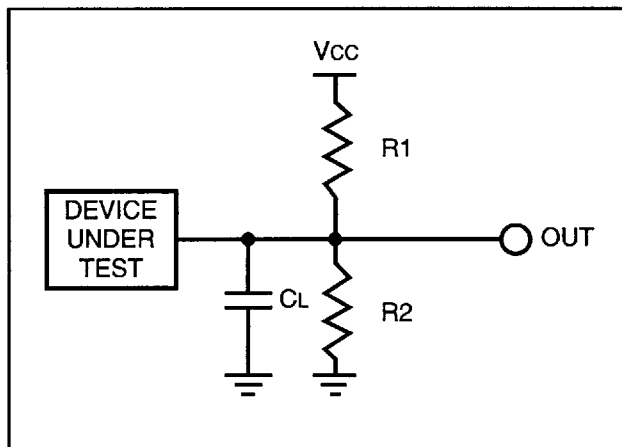 VCC
R1
DEVICE
UNDER
TEST
OUT
CL
R2